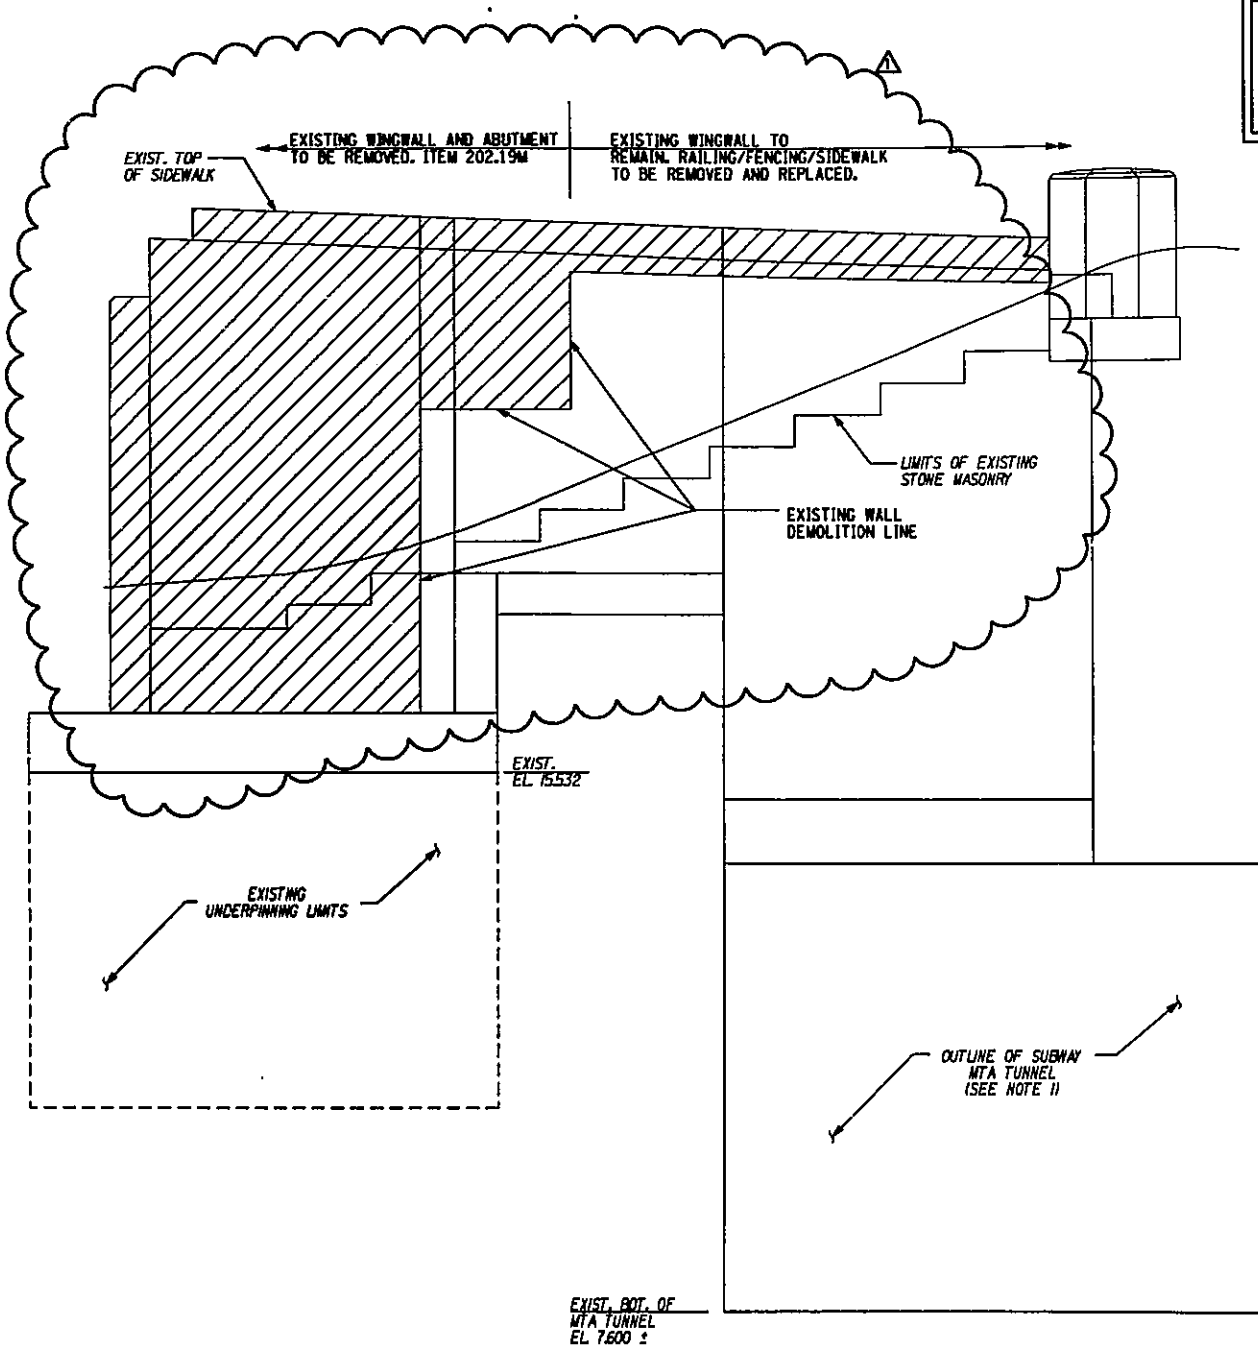 1
EXISTING WINGWALL AND ABUTMENT
TO BE REMOVED. ITEM 202.19M
EXISTING WINGWALL TO
REMAIN. RAILING/FENCING/SIDEWALK
TO BE REMOVED AND REPLACED.
EXIST. TOP
OF SIDEWALK
LIMITS OF EXISTING
STONE MASONRY
EXISTING WALL
DEMOLITION LINE
EXIST.
EL. 15.532
EXISTING
UNDERPINNING LIMITS
OUTLINE OF SUBWAY
MTA TUNNEL
(SEE NOTE 1)
EXIST. BOT. OF
MTA TUNNEL
EL. 7.600 ±